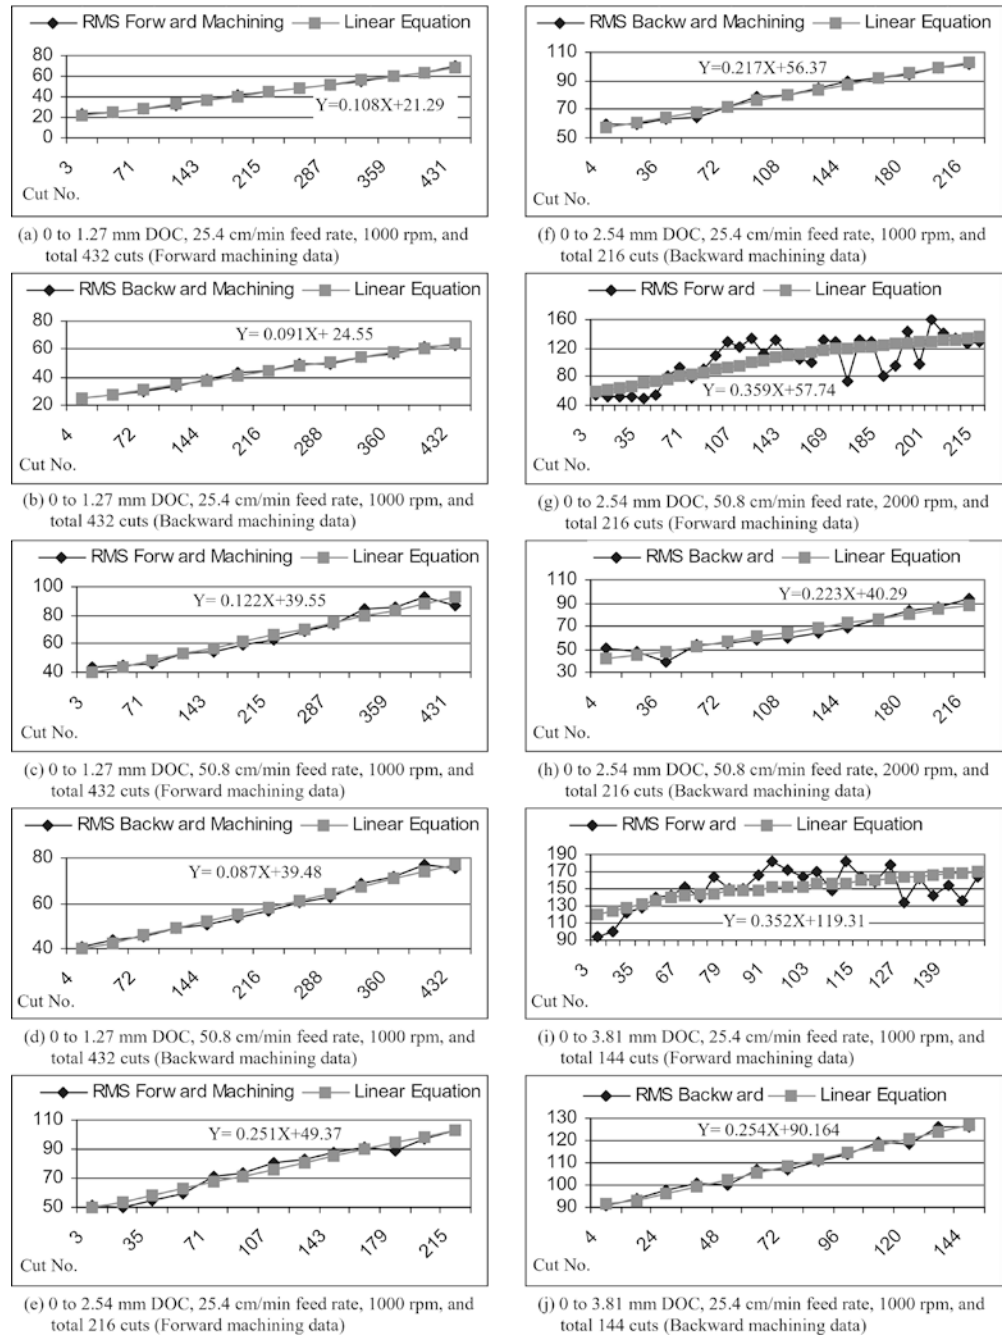 RMS Forward Machining Linear Equation
80
60
40
20
0
Y=0.108X+21.29
3 71 143 215 287 359 431
Cut No.
(a) 0 to 1.27 mm DOC, 25.4 cm/min feed rate, 1000 rpm, and
total 432 cuts (Forward machining data)
RMS Backward Machining Linear Equation
80
60
40
20
Y= 0.091X+ 24.55
4 72 144 216 288 360 432
Cut No.
(b) 0 to 1.27 mm DOC, 25.4 cm/min feed rate, 1000 rpm, and
total 432 cuts (Backward machining data)
RMS Forward Machining Linear Equation
100
80
60
40
Y= 0.122X+39.55
3 71 143 215 287 359 431
Cut No.
(c) 0 to 1.27 mm DOC, 50.8 cm/min feed rate, 1000 rpm, and
total 432 cuts (Forward machining data)
RMS Backward Machining Linear Equation
80
60
40
Y= 0.087X+39.48
4 72 144 216 288 360 432
Cut No.
(d) 0 to 1.27 mm DOC, 50.8 cm/min feed rate, 1000 rpm, and
total 432 cuts (Backward machining data)
RMS Forward Machining Linear Equation
110
90
70
50
Y= 0.251X+49.37
3 35 71 107 143 179 215
Cut No.
(e) 0 to 2.54 mm DOC, 25.4 cm/min feed rate, 1000 rpm, and
total 216 cuts (Forward machining data)
RMS Backward Machining Linear Equation
110
90
70
50
Y=0.217X+56.37
4 36 72 108 144 180 216
Cut No.
(f) 0 to 2.54 mm DOC, 25.4 cm/min feed rate, 1000 rpm, and
total 216 cuts (Backward machining data)
RMS Forward Linear Equation
160
120
80
40
Y= 0.359X+57.74
3 35 71 107 143 169 185 201 215
Cut No.
(g) 0 to 2.54 mm DOC, 50.8 cm/min feed rate, 2000 rpm, and
total 216 cuts (Forward machining data)
RMS Backward Linear Equation
110
90
70
50
30
Y=0.223X+40.29
4 36 72 108 144 180 216
Cut No.
(h) 0 to 2.54 mm DOC, 50.8 cm/min feed rate, 2000 rpm, and
total 216 cuts (Backward machining data)
RMS Forward Linear Equation
190
170
150
130
110
90
Y= 0.352X+119.31
3 35 67 79 91 103 115 127 139
Cut No.
(i) 0 to 3.81 mm DOC, 25.4 cm/min feed rate, 1000 rpm, and
total 144 cuts (Forward machining data)
RMS Backward Linear Equation
130
120
110
100
90
Y= 0.254X+90.164
4 24 48 72 96 120 144
Cut No.
(j) 0 to 3.81 mm DOC, 25.4 cm/min feed rate, 1000 rpm, and
total 144 cuts (Backward machining data)